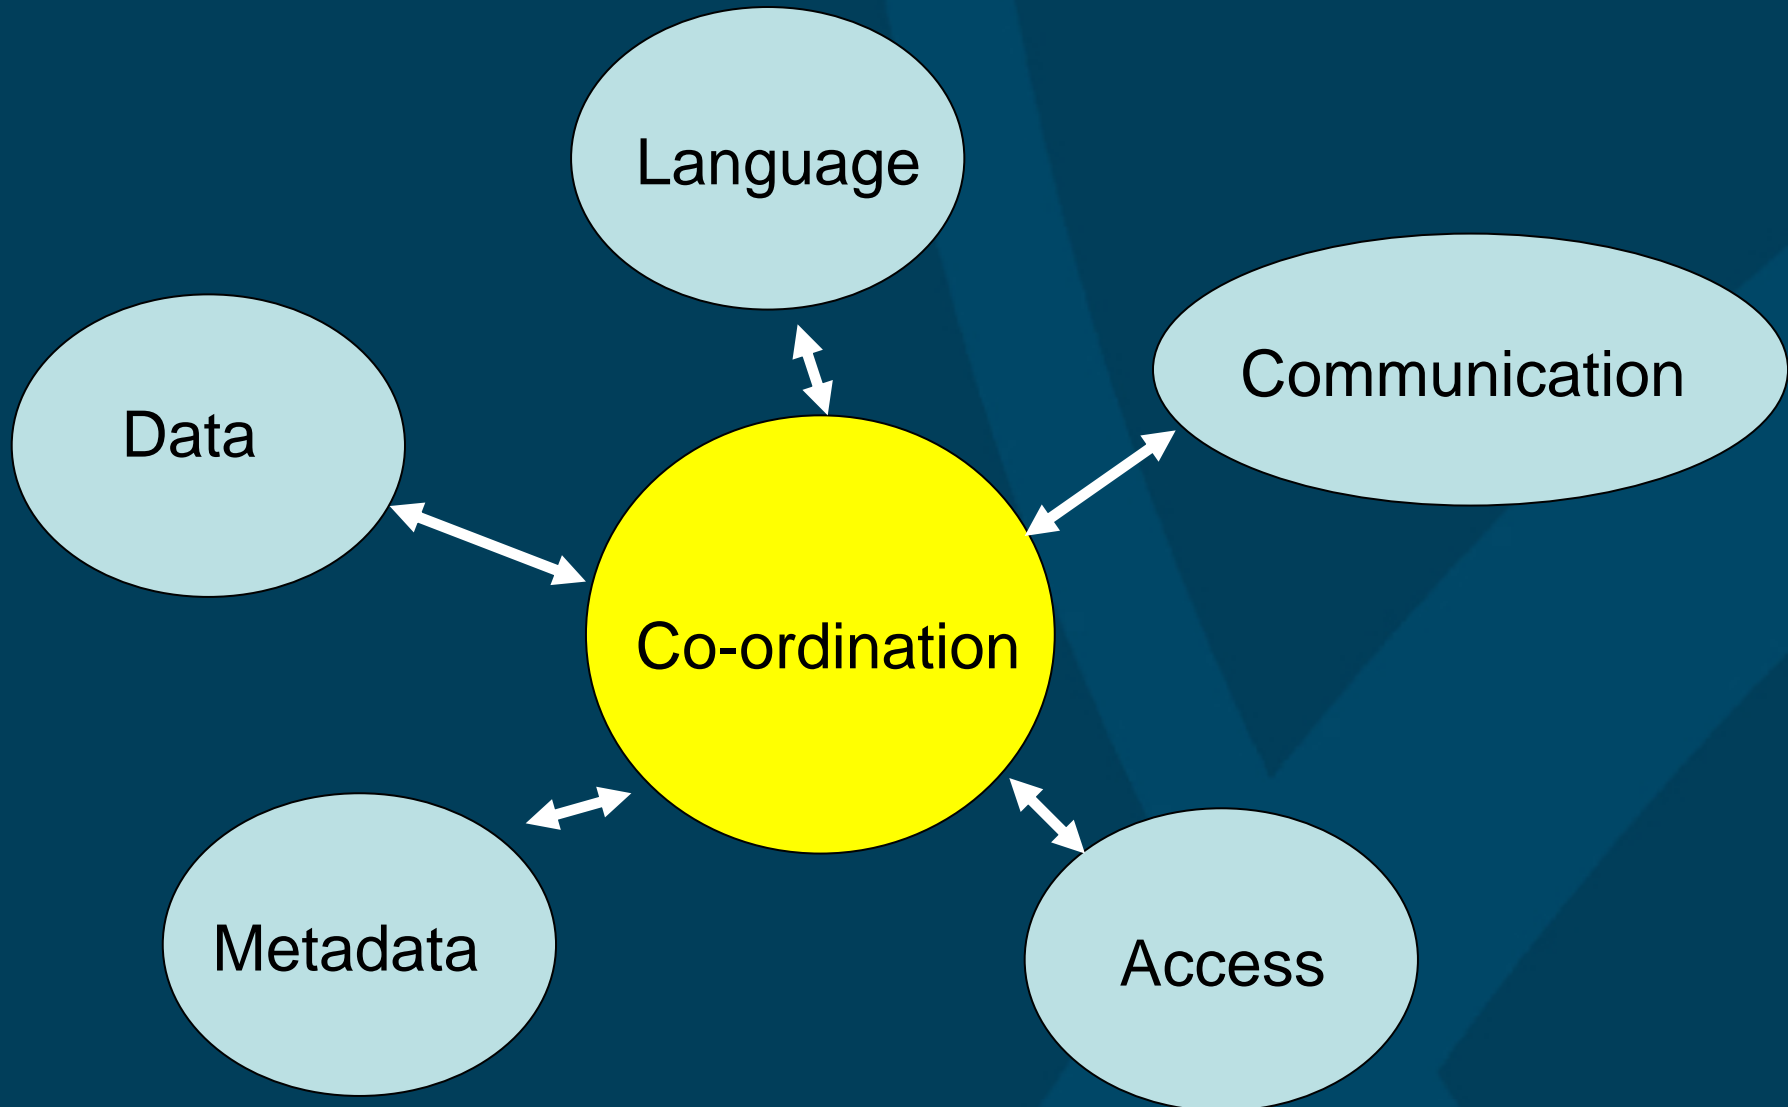 Language
Communication
Data
Co-ordination
Metadata
Access